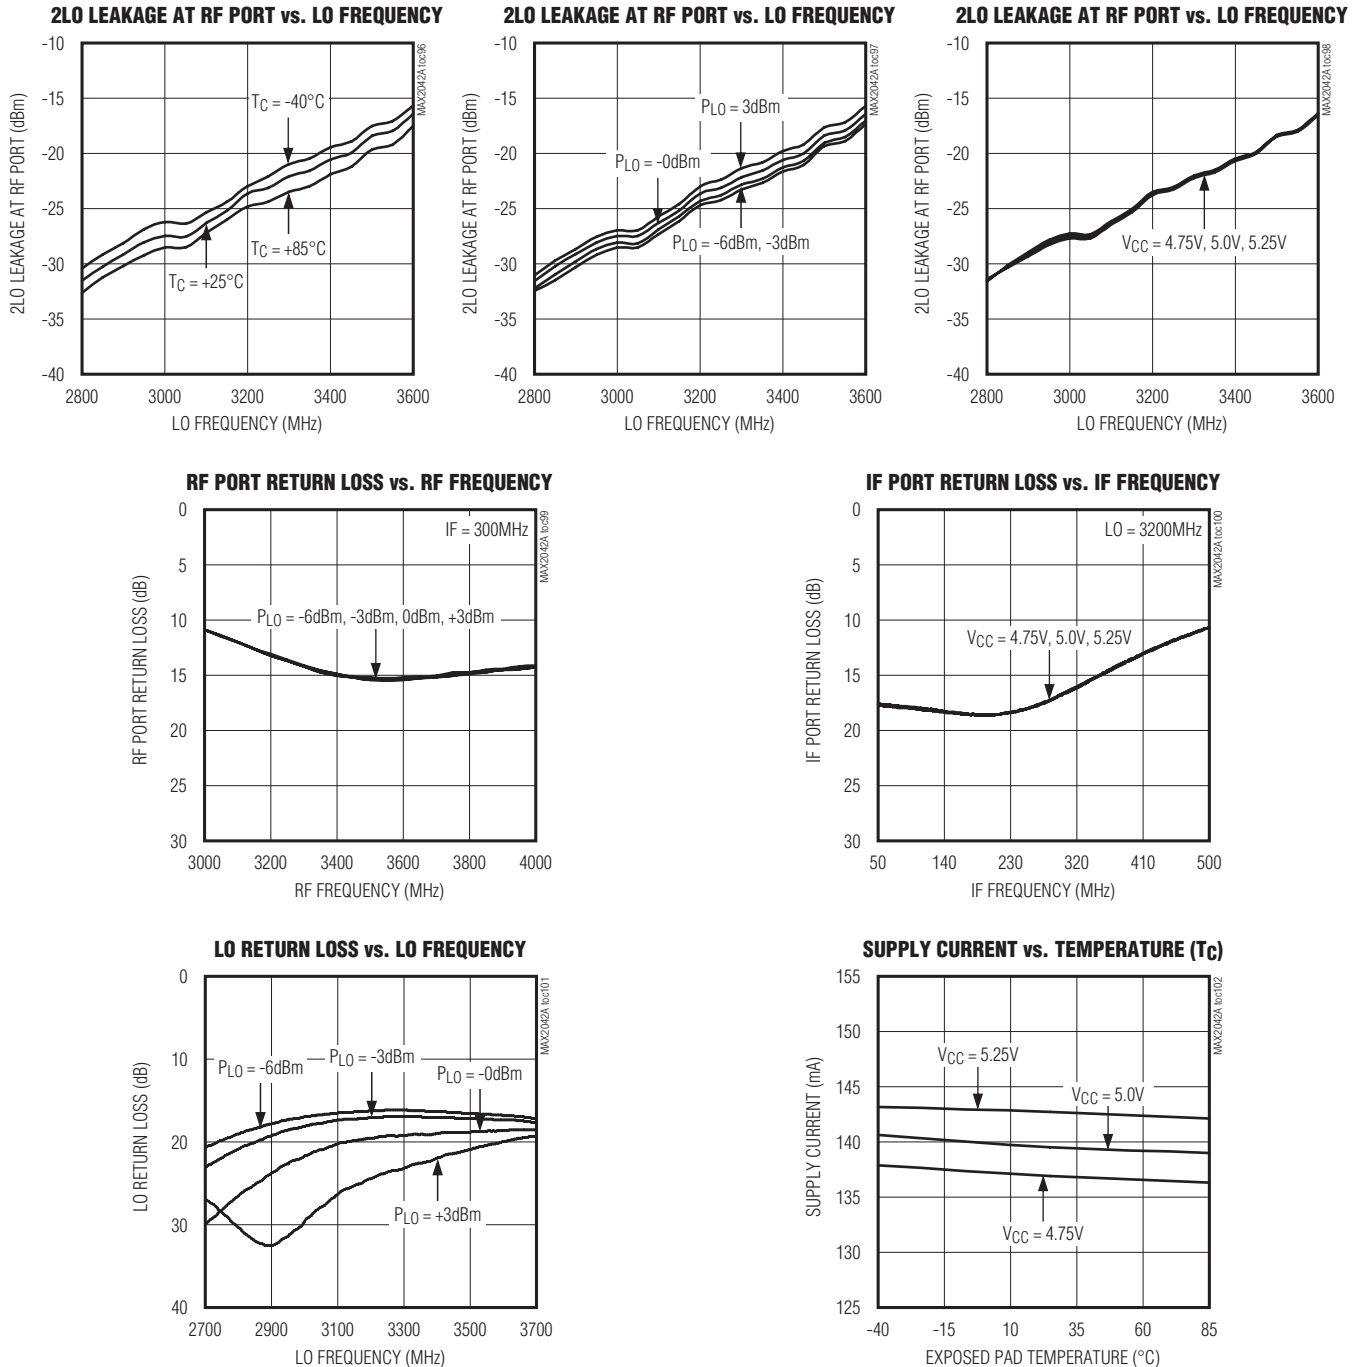 2LO LEAKAGE AT RF PORT vs. LO FREQUENCY
2LO LEAKAGE AT RF PORT (dBm)
-10
-15
-20
-25
-30
-35
-40
TC = -40°C
TC = +85°C
TC = +25°C
MAX2042A toc96
2800 3000 3200 3400 3600
LO FREQUENCY (MHz)
2LO LEAKAGE AT RF PORT vs. LO FREQUENCY
2LO LEAKAGE AT RF PORT (dBm)
-10
-15
-20
-25
-30
-35
-40
PLO = 3dBm
PLO = -0dBm
PLO = -6dBm, -3dBm
MAX2042A toc97
2800 3000 3200 3400 3600
LO FREQUENCY (MHz)
2LO LEAKAGE AT RF PORT vs. LO FREQUENCY
2LO LEAKAGE AT RF PORT (dBm)
-10
-15
-20
-25
-30
-35
-40
VCC = 4.75V, 5.0V, 5.25V
MAX2042A toc98
2800 3000 3200 3400 3600
LO FREQUENCY (MHz)
RF PORT RETURN LOSS vs. RF FREQUENCY
RF PORT RETURN LOSS (dB)
0
5
10
15
20
25
30
IF = 300MHz
PLO = -6dBm, -3dBm, 0dBm, +3dBm
MAX2042A toc99
3000 3200 3400 3600 3800 4000
RF FREQUENCY (MHz)
IF PORT RETURN LOSS vs. IF FREQUENCY
IF PORT RETURN LOSS (dB)
0
5
10
15
20
25
30
LO = 3200MHz
VCC = 4.75V, 5.0V, 5.25V
MAX2042A toc100
50 140 230 320 410 500
IF FREQUENCY (MHz)
LO RETURN LOSS vs. LO FREQUENCY
LO RETURN LOSS (dB)
0
10
20
30
40
PLO = -6dBm
PLO = -3dBm
PLO = -0dBm
PLO = +3dBm
MAX2042A toc101
2700 2900 3100 3300 3500 3700
LO FREQUENCY (MHz)
SUPPLY CURRENT vs. TEMPERATURE (TC)
SUPPLY CURRENT (mA)
155
150
145
140
135
130
125
VCC = 5.25V
VCC = 5.0V
VCC = 4.75V
MAX2042A toc102
-40 -15 10 35 60 85
EXPOSED PAD TEMPERATURE (°C)